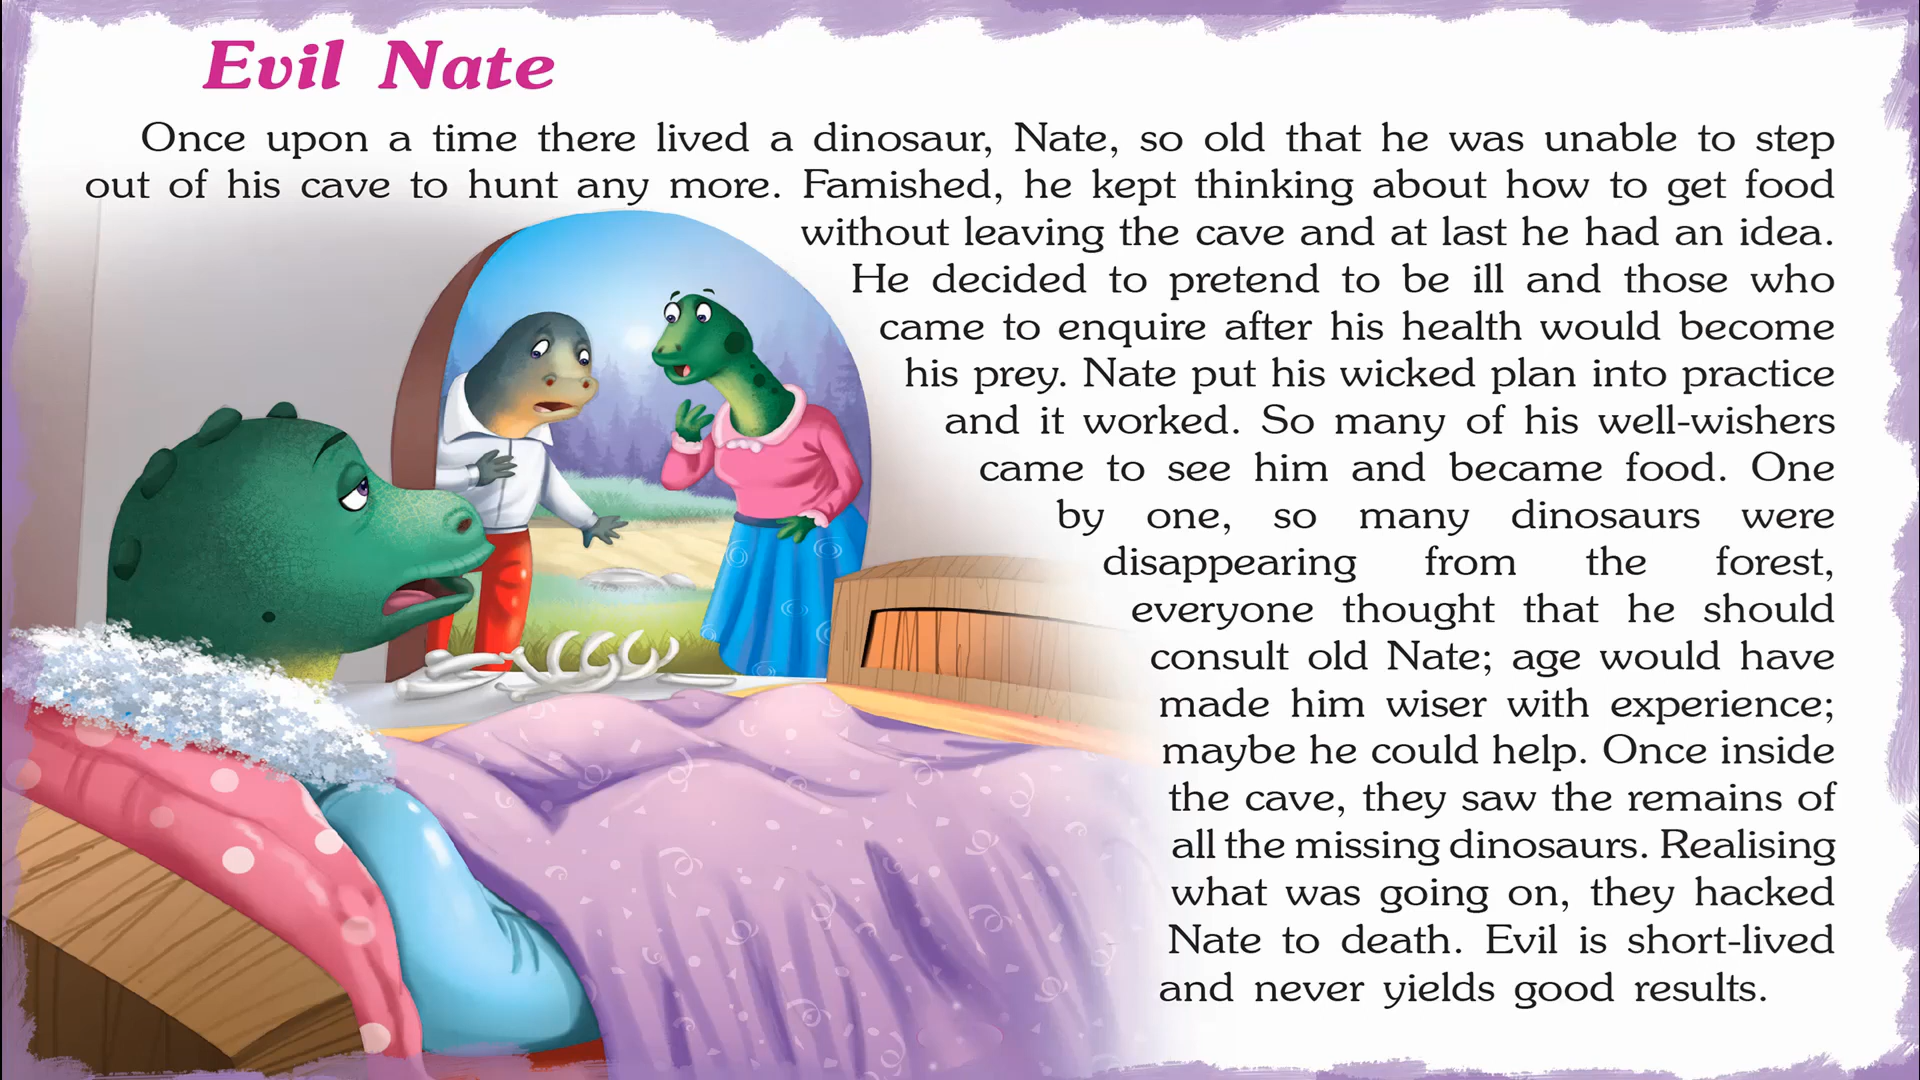 Evil Nate
Once upon a time there lived a dinosaur, Nate, so old that he was unable to step
out of his cave to hunt any more. Famished, he kept thinking about how to get food
without leaving the cave and at last he had an idea.
He decided to pretend to be ill and those who
came to enquire after his health would become
his prey. Nate put his wicked plan into practice
and it worked. So many of his well-wishers
came to see him and became food. One
by one, so many dinosaurs were
disappearing from the forest,
everyone thought that he should
consult old Nate; age would have
made him wiser with experience;
maybe he could help. Once inside
the cave, they saw the remains of
all the missing dinosaurs. Realising
what was going on, they hacked
Nate to death. Evil is short-lived
and never yields good results.